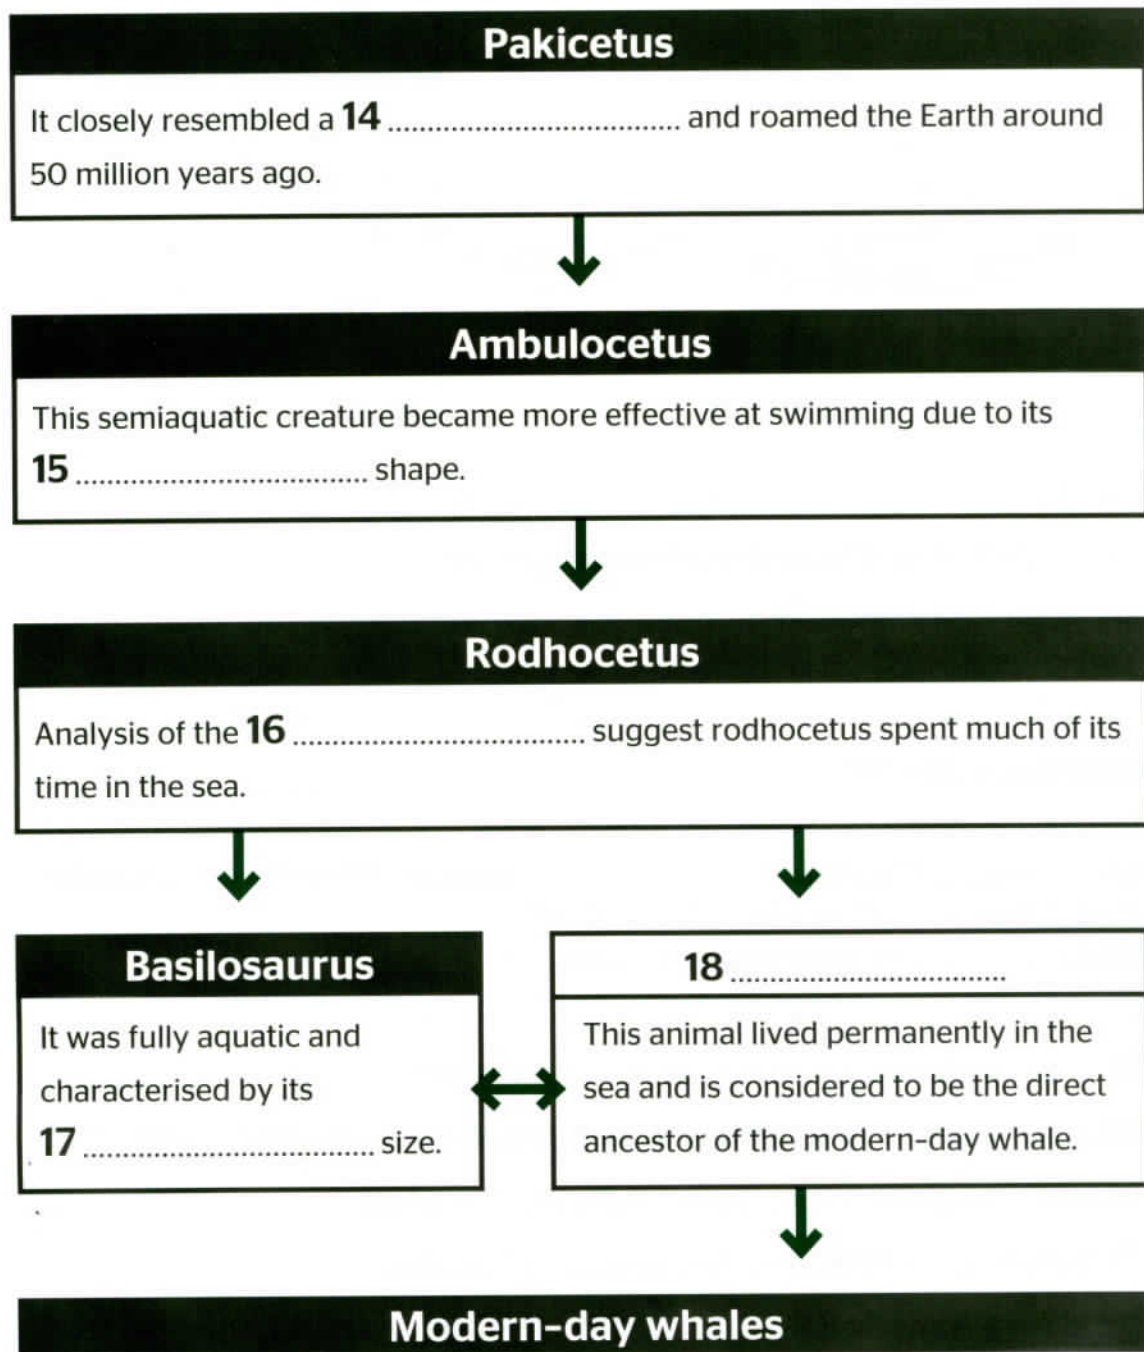 Pakicetus
It closely resembled a 14 ...................................... and roamed the Earth around
50 million years ago.
Ambulocetus
This semiaquatic creature became more effective at swimming due to its
15 ...................................... shape.
Rodhocetus
Analysis of the 16 ...................................... suggest rodhocetus spent much of its
time in the sea.
Basilosaurus
It was fully aquatic and
characterised by its
17 ...................................... size.
18 ....................................
This animal lived permanently in the
sea and is considered to be the direct
ancestor of the modern-day whale.
Modern-day whales